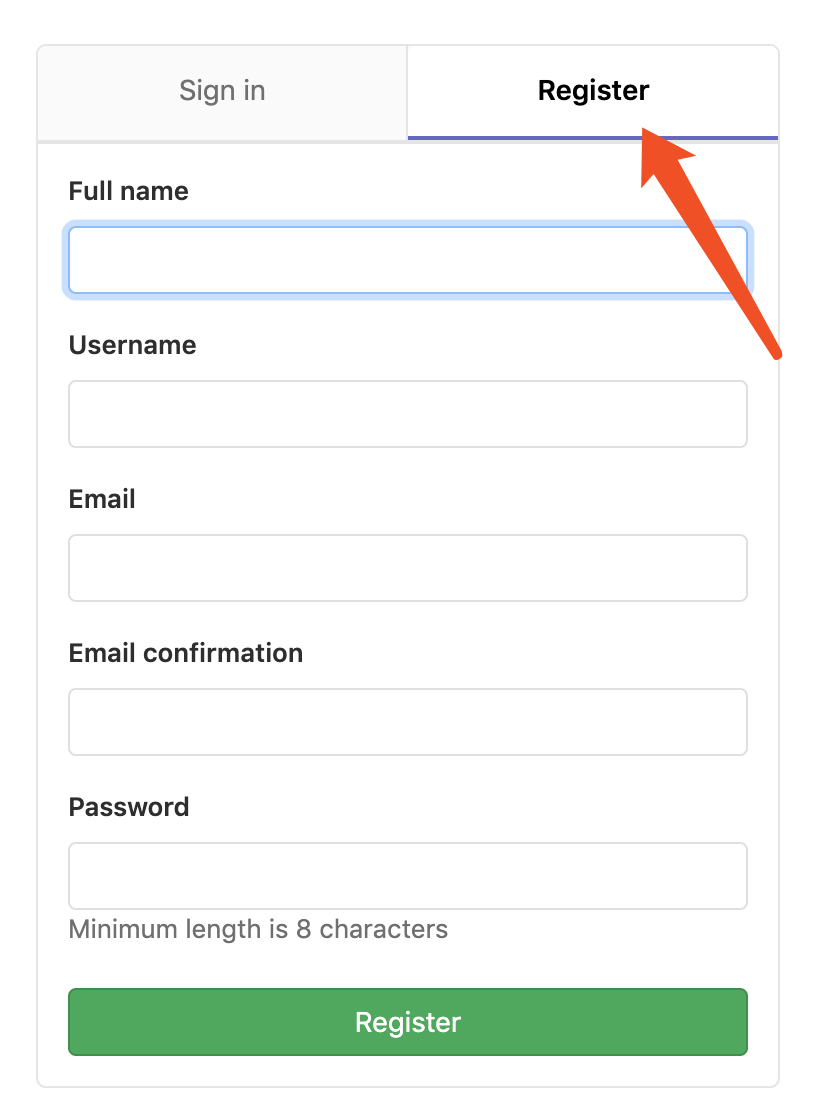 Sign in
Register
Full name
Username
Email
Email confirmation
Password
Minimum length is 8 characters
Register